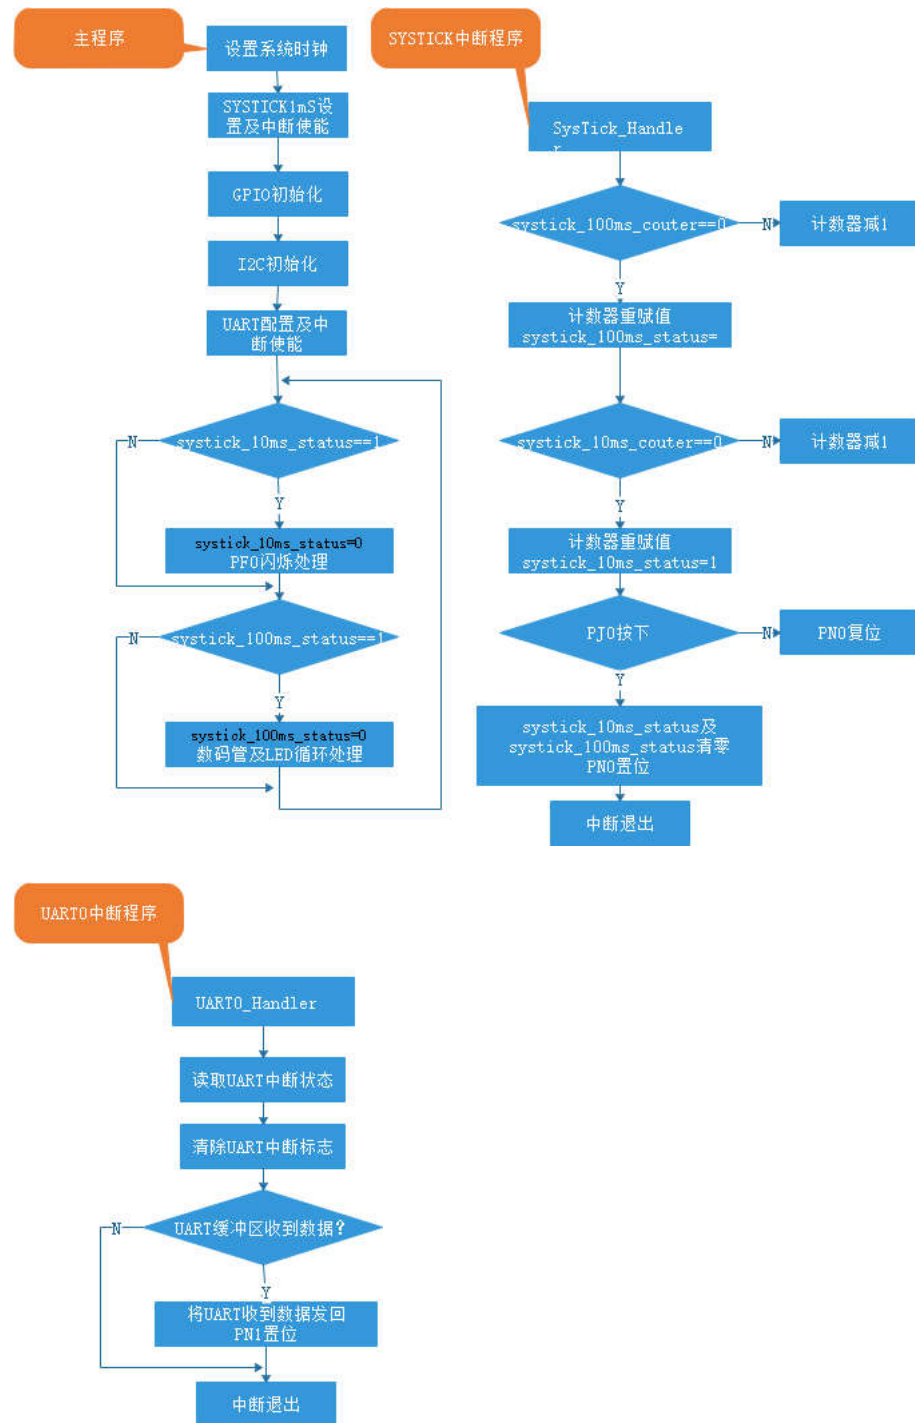 主程序
设置系统时钟
SYSTICK1mS设
置及中断使能
GPIO初始化
I2C初始化
UART配置及中
断使能
systick_10ms_status==1
N
Y
systick_10ms_status=0
PF0闪烁处理
systick_100ms_status==1
N
Y
systick_100ms_status=0
数码管及LED循环处理
SYSTICK中断程序
SysTick_Handle
r
systick_100ms_couter==0
N
计数器减1
Y
计数器重赋值
systick_100ms_status=
systick_10ms_couter==0
N
计数器减1
Y
计数器重赋值
systick_10ms_status=1
PJ0按下
N
PN0复位
Y
systick_10ms_status及
systick_100ms_status清零
PN0置位
中断退出
UART0中断程序
UART0_Handler
读取UART中断状态
清除UART中断标志
UART缓冲区收到数据?
N
Y
将UART收到数据发回
PN1置位
中断退出